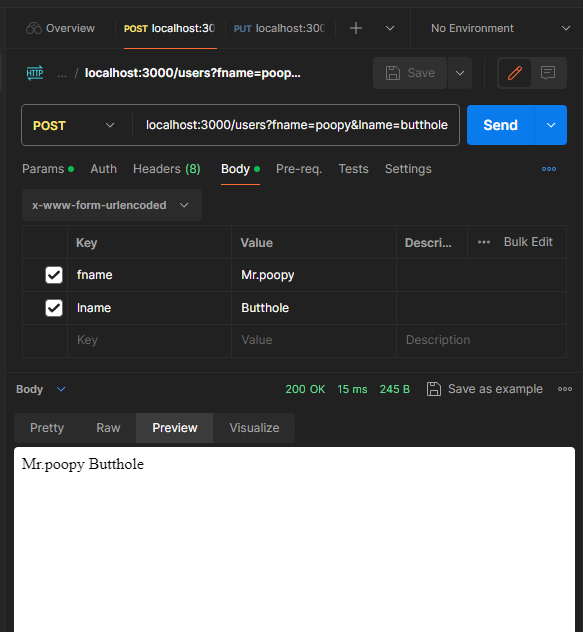 Overview POST localhost:30 PUT localhost:300 No Environment
HTTP ... / localhost:3000/users?fname=poop... Save
POST localhost:3000/users?fname=poopy&lname=butthole Send
Params Auth Headers (8) Body Pre-req. Tests Settings
x-www-form-urlencoded
Key Value Descri... Bulk Edit
fname Mr.poopy
lname Butthole
Key Value Description
Body 200 OK 15 ms 245 B Save as example
Pretty Raw Preview Visualize
Mr.poopy Butthole